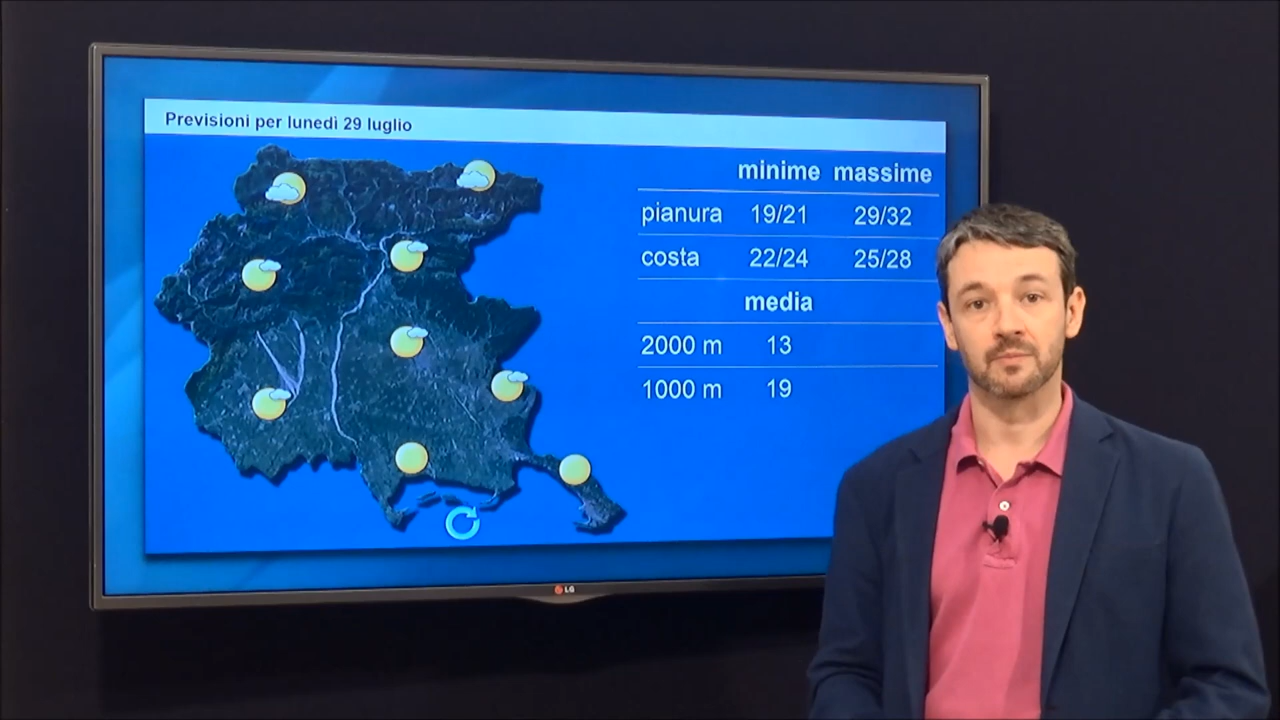 Previsioni per lunedì 29 luglio
minime massime
pianura 19/21 29/32
costa 22/24 25/28
media
2000 m 13
1000 m 19
LG